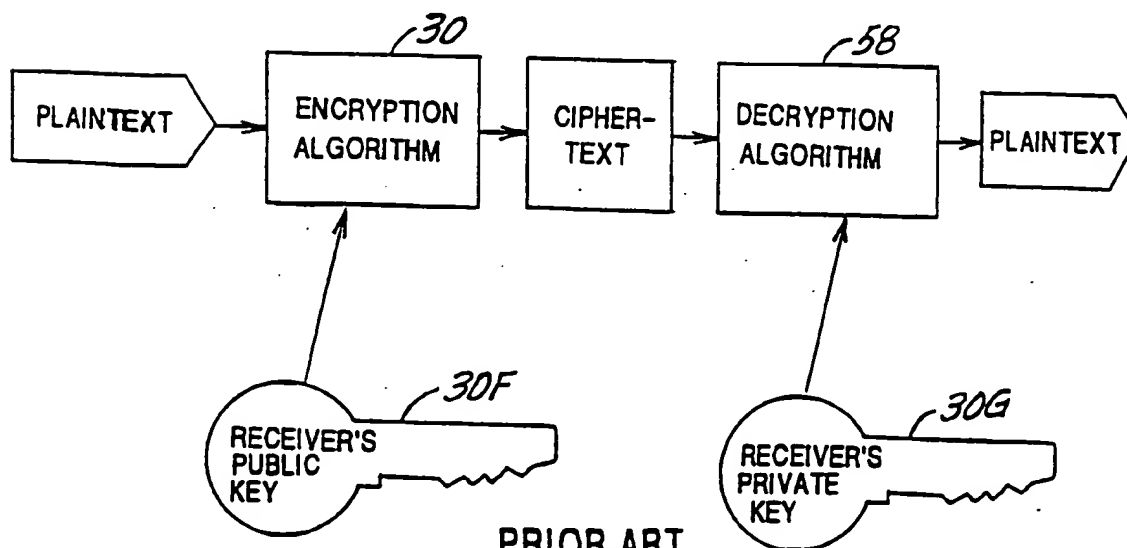 30
58
PLAINTEXT
ENCRYPTION
ALGORITHM
CIPHER-
TEXT
DECRYPTION
ALGORITHM
PLAINTEXT
30F
RECEIVER'S
PUBLIC
KEY
30G
RECEIVER'S
PRIVATE
KEY
PRIOR ART